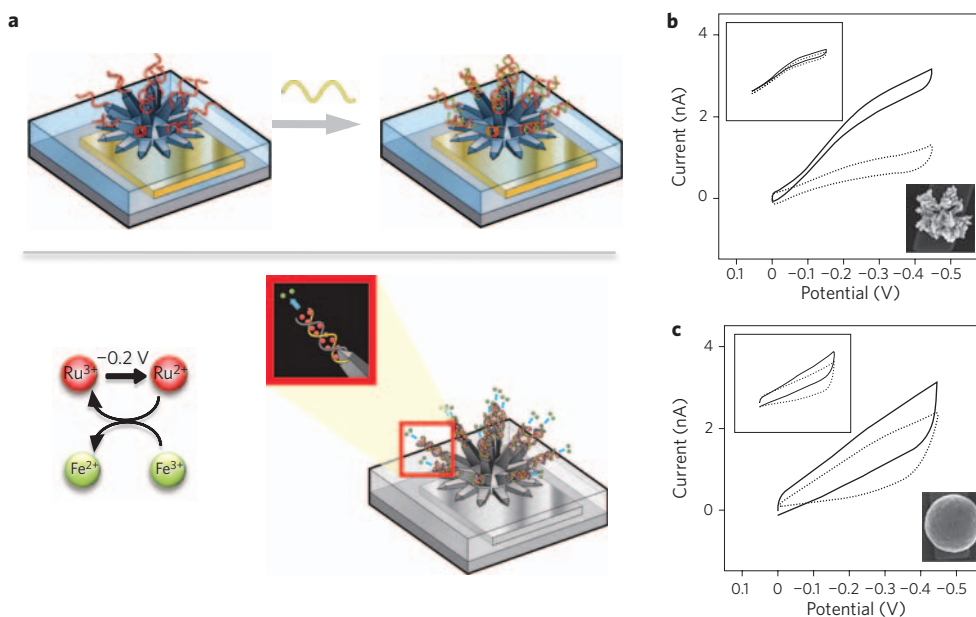 a
−0.2 V
Ru3+
Ru2+
Fe2+
Fe3+
b
4
2
0
Current (nA)
0.1 0 −0.1 −0.2 −0.3 −0.4 −0.5
Potential (V)
c
4
2
0
Current (nA)
0.1 0 −0.1 −0.2 −0.3 −0.4 −0.5
Potential (V)